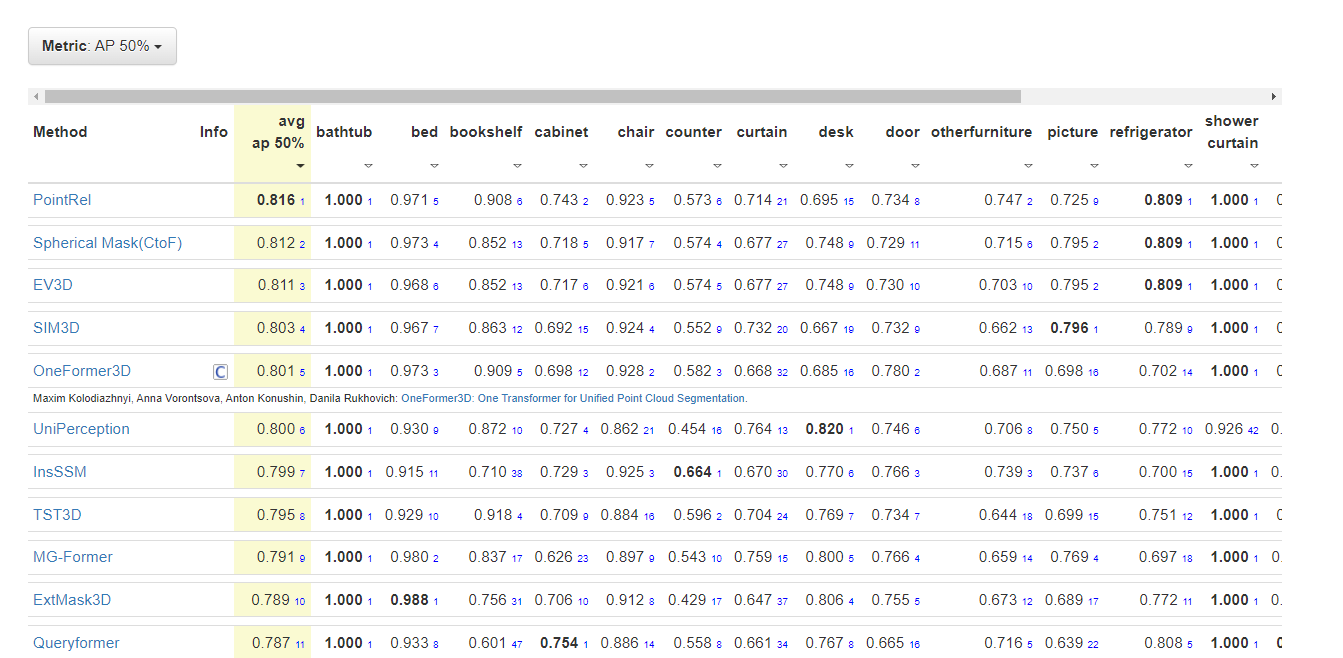 Metric: AP 50%
Method Info avg ap 50% bathtub bed bookshelf cabinet chair counter curtain desk door otherfurniture picture refrigerator shower curtain
PointRel 0.816 1 1.000 1 0.971 5 0.908 6 0.743 2 0.923 5 0.573 6 0.714 21 0.695 15 0.734 8 0.747 2 0.725 9 0.809 1 1.000 1
Spherical Mask(CtoF) 0.812 2 1.000 1 0.973 4 0.852 13 0.718 5 0.917 7 0.574 4 0.677 27 0.748 9 0.729 11 0.715 6 0.795 2 0.809 1 1.000 1
EV3D 0.811 3 1.000 1 0.968 6 0.852 13 0.717 6 0.921 6 0.574 5 0.677 27 0.748 9 0.730 10 0.703 10 0.795 2 0.809 1 1.000 1
SIM3D 0.803 4 1.000 1 0.967 7 0.863 12 0.692 15 0.924 4 0.552 9 0.732 20 0.667 19 0.732 9 0.662 13 0.796 1 0.789 9 1.000 1
OneFormer3D C 0.801 5 1.000 1 0.973 3 0.909 5 0.698 12 0.928 2 0.582 3 0.668 32 0.685 16 0.780 2 0.687 11 0.698 16 0.702 14 1.000 1
Maxim Kolodiazhnyi, Anna Vorontsova, Anton Konushin, Danila Rukhovich: OneFormer3D: One Transformer for Unified Point Cloud Segmentation.
UniPerception 0.800 6 1.000 1 0.930 9 0.872 10 0.727 4 0.862 21 0.454 16 0.764 13 0.820 1 0.746 6 0.706 8 0.750 5 0.772 10 0.926 42 0.
InsSSM 0.799 7 1.000 1 0.915 11 0.710 38 0.729 3 0.925 3 0.664 1 0.670 30 0.770 6 0.766 3 0.739 3 0.737 6 0.700 15 1.000 1 0.
TST3D 0.795 8 1.000 1 0.929 10 0.918 4 0.709 9 0.884 16 0.596 2 0.704 24 0.769 7 0.734 7 0.644 18 0.699 15 0.751 12 1.000 1
MG-Former 0.791 9 1.000 1 0.980 2 0.837 17 0.626 23 0.897 9 0.543 10 0.759 15 0.800 5 0.766 4 0.659 14 0.769 4 0.697 18 1.000 1 0.
ExtMask3D 0.789 10 1.000 1 0.988 1 0.756 31 0.706 10 0.912 8 0.429 17 0.647 37 0.806 4 0.755 5 0.673 12 0.689 17 0.772 11 1.000 1 0.
Queryformer 0.787 11 1.000 1 0.933 8 0.601 47 0.754 1 0.886 14 0.558 8 0.661 34 0.767 8 0.665 16 0.716 5 0.639 22 0.808 5 1.000 1